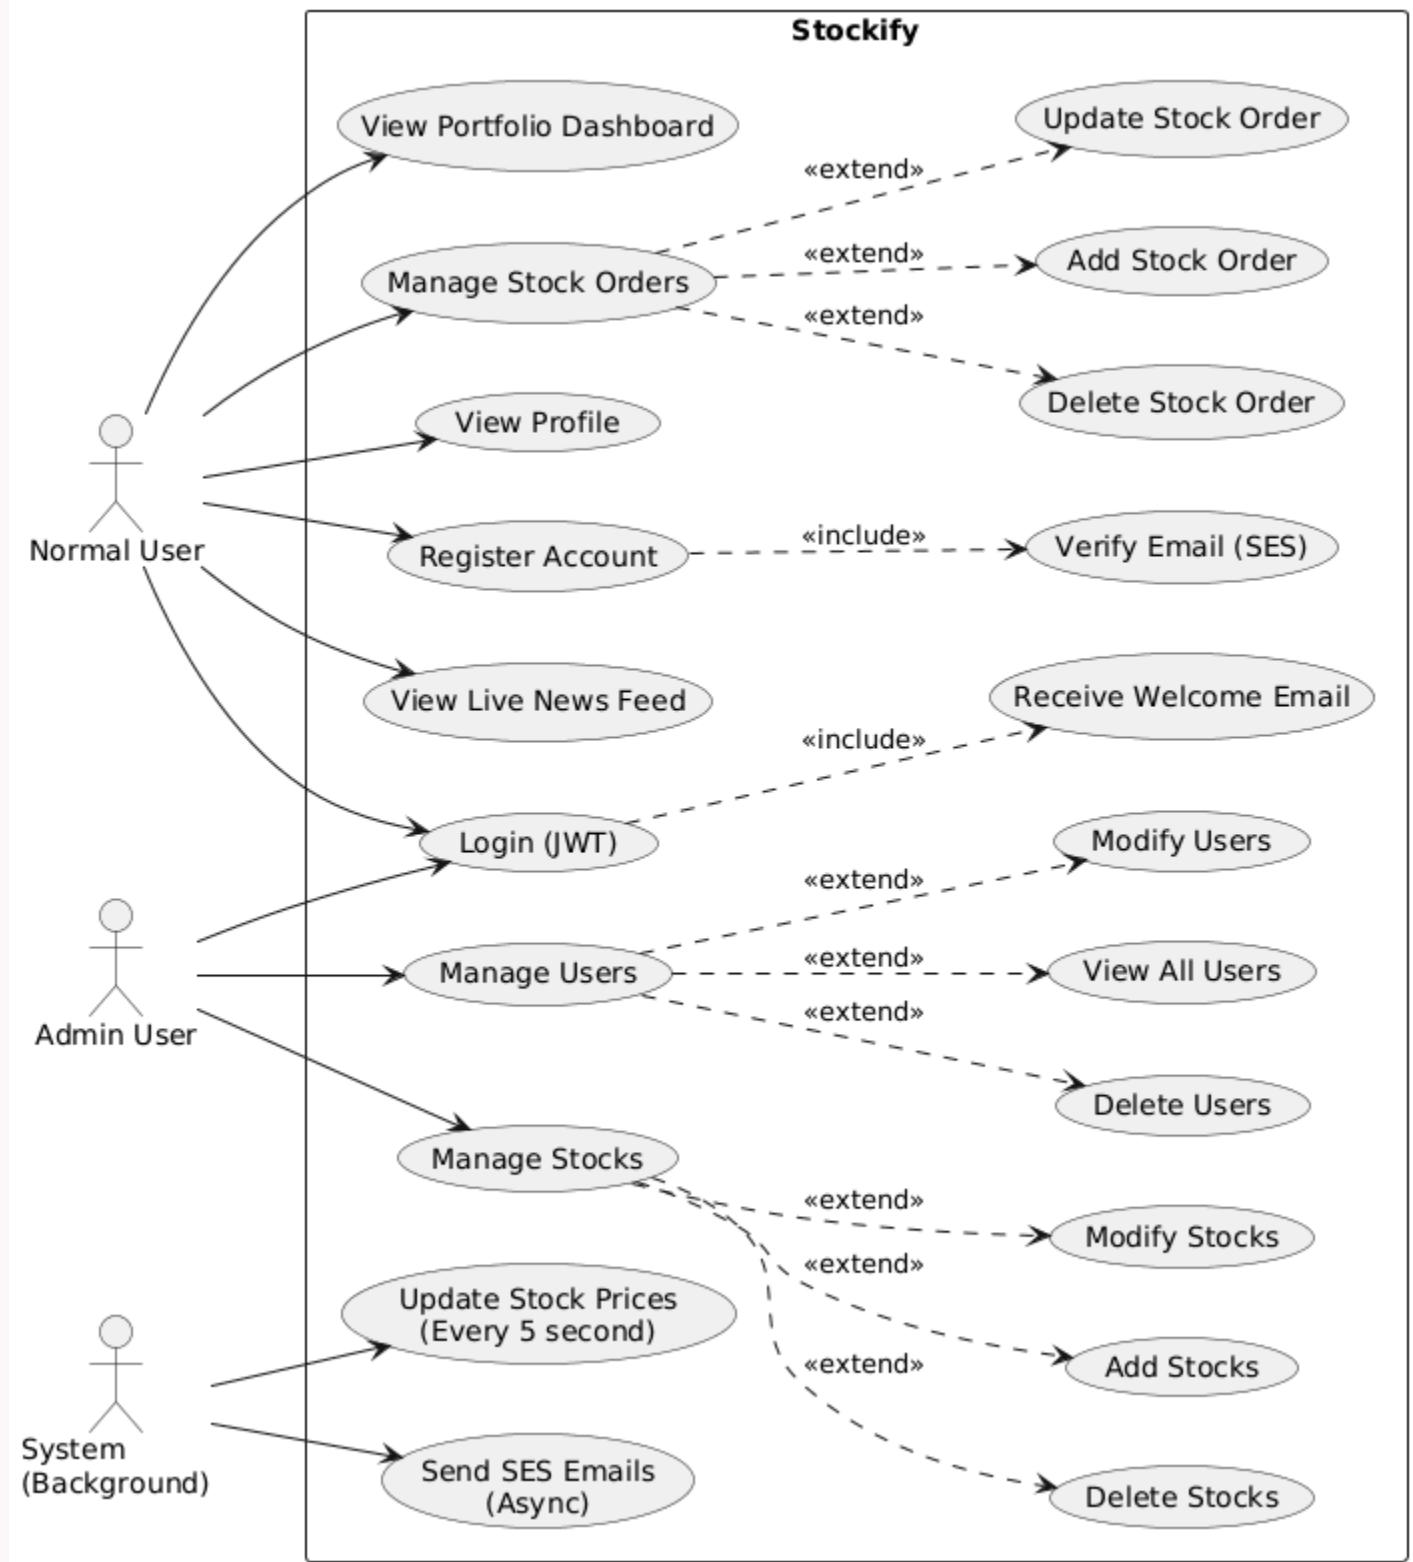 Stockify
View Portfolio Dashboard
Update Stock Order
«extend»
Manage Stock Orders
«extend»
Add Stock Order
«extend»
Delete Stock Order
View Profile
Normal User
Register Account
«include»
Verify Email (SES)
View Live News Feed
Receive Welcome Email
«include»
Login (JWT)
Modify Users
«extend»
Admin User
Manage Users
«extend»
View All Users
«extend»
Delete Users
Manage Stocks
«extend»
Modify Stocks
«extend»
Add Stocks
«extend»
Delete Stocks
Update Stock Prices
(Every 5 second)
System
(Background)
Send SES Emails
(Async)